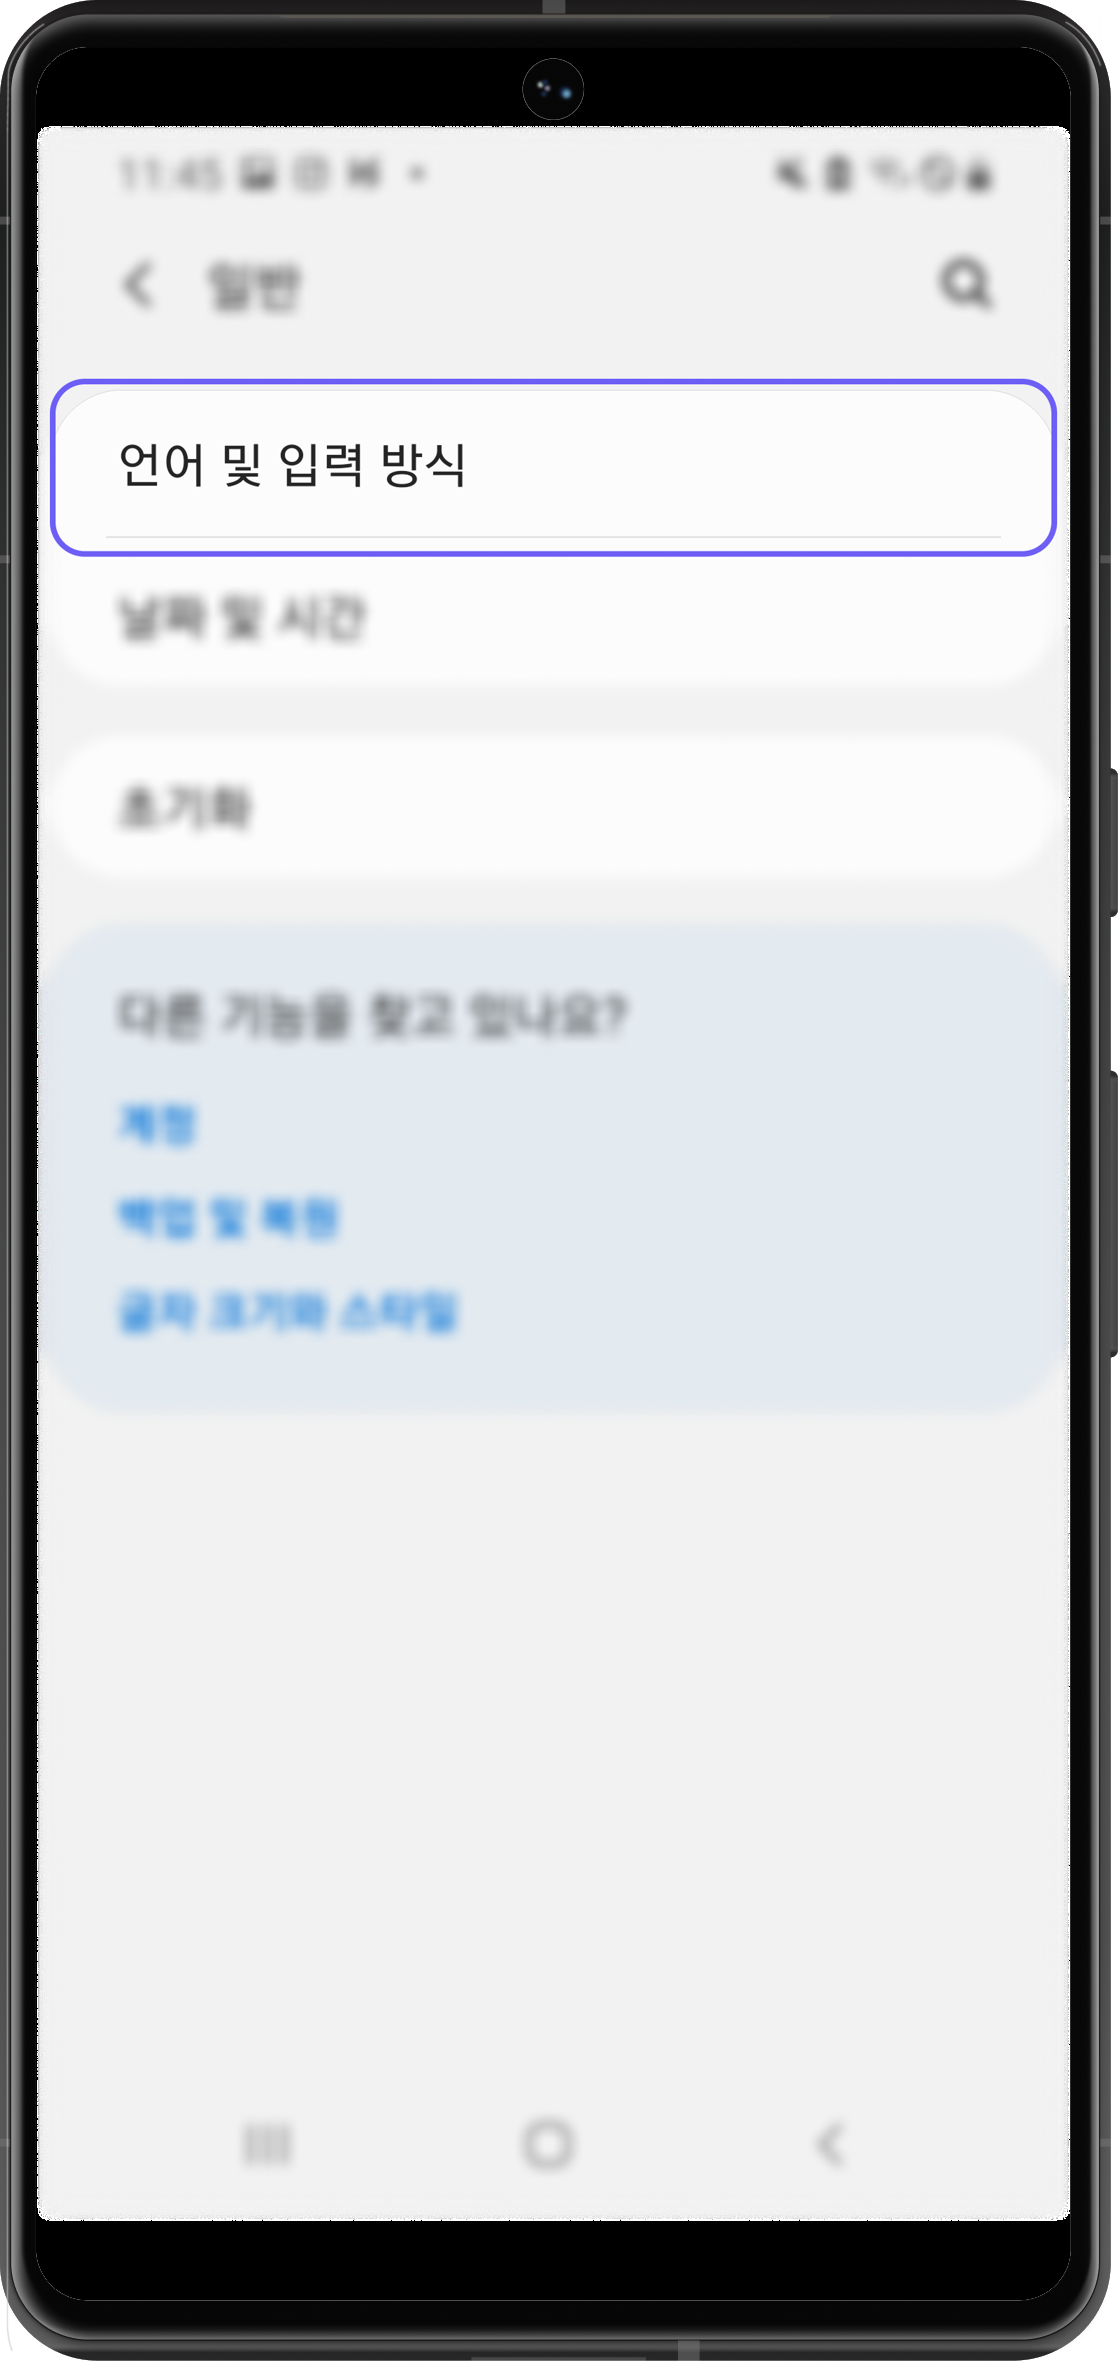 11:45
일반
언어 및 입력 방식
날짜 및 시간
초기화
다른 기능을 찾고 있나요?
계정
백업 및 복원
글자 크기와 스타일